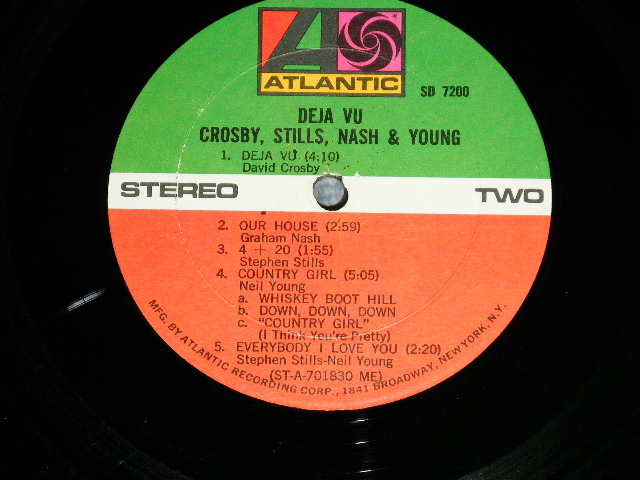 ATLANTIC
SD 7200
DEJA VU
CROSBY, STILLS, NASH & YOUNG
1. DEJA VU (4:10)
David Crosby
STEREO
TWO
2. OUR HOUSE (2:59)
Graham Nash
3. 4 + 20 (1:55)
Stephen Stills
4. COUNTRY GIRL (5:05)
Neil Young
a. WHISKEY BOOT HILL
b. DOWN, DOWN, DOWN
c. "COUNTRY GIRL"
(I Think You're Pretty)
5. EVERYBODY I LOVE YOU (2:20)
Stephen Stills-Neil Young
(ST-A-701830 ME)
MFG. BY ATLANTIC RECORDING CORP., 1841 BROADWAY, NEW YORK, N.Y.